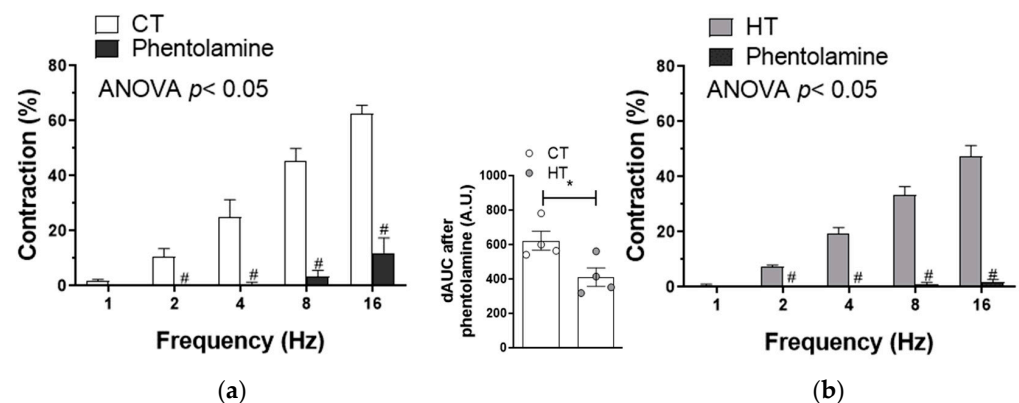 CT
Phentolamine
ANOVA p< 0.05
80
60
40
20
0
Contraction (%)
#
#
#
#
1 2 4 8 16
Frequency (Hz)
(a)
CT
HT
*
1000
800
600
400
200
0
dAUC after
phentolamine (A.U.)
HT
Phentolamine
ANOVA p< 0.05
80
60
40
20
0
Contraction (%)
#
#
#
#
1 2 4 8 16
Frequency (Hz)
(b)